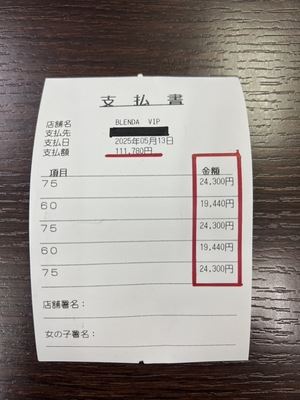 支払書
店舗名 BLENDA VIP
支払先
支払日 2025年05月13日
支払額 111,780円
項目 金額
75 24,300円
60 19,440円
75 24,300円
60 19,440円
75 24,300円
店舗署名：
女の子署名：